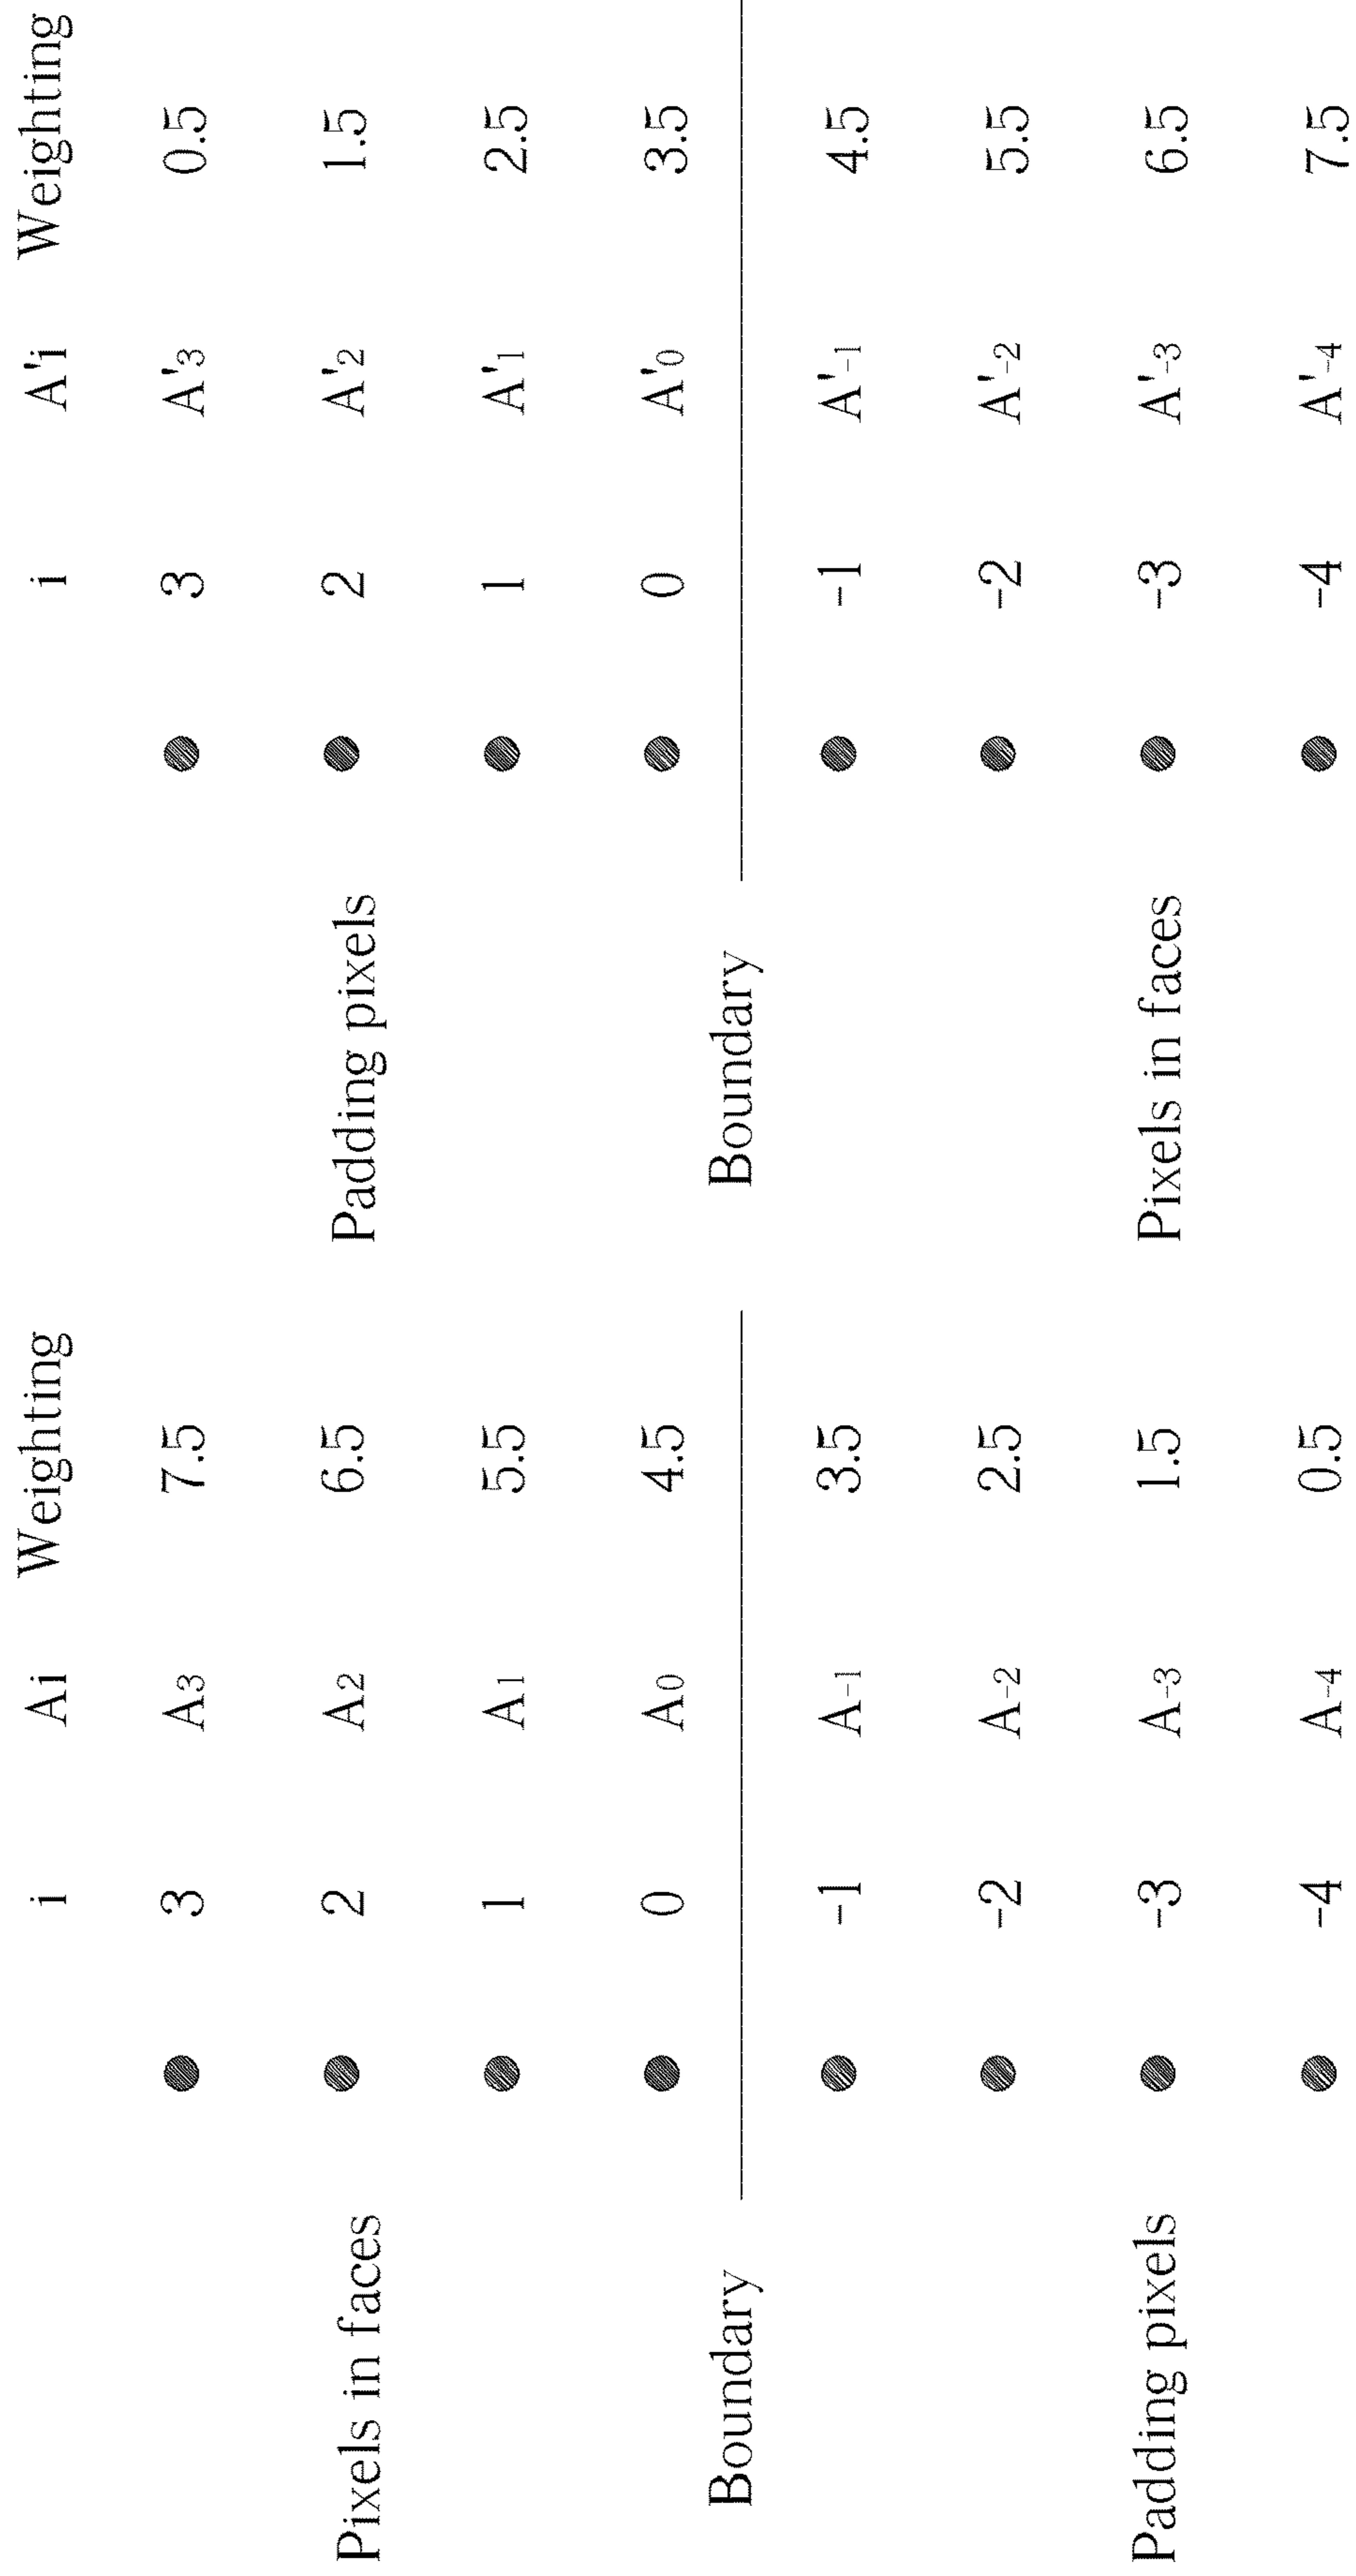 i Ai Weighting i A'i Weighting
3 A3 7.5 3 A'3 0.5
Pixels in faces 2 A2 6.5 Padding pixels 2 A'2 1.5
1 A1 5.5 1 A'1 2.5
0 A0 4.5 0 A'0 3.5
Boundary Boundary
-1 A-1 3.5 -1 A'-1 4.5
-2 A-2 2.5 -2 A'-2 5.5
Padding pixels -3 A-3 1.5 Pixels in faces -3 A'-3 6.5
-4 A-4 0.5 -4 A'-4 7.5